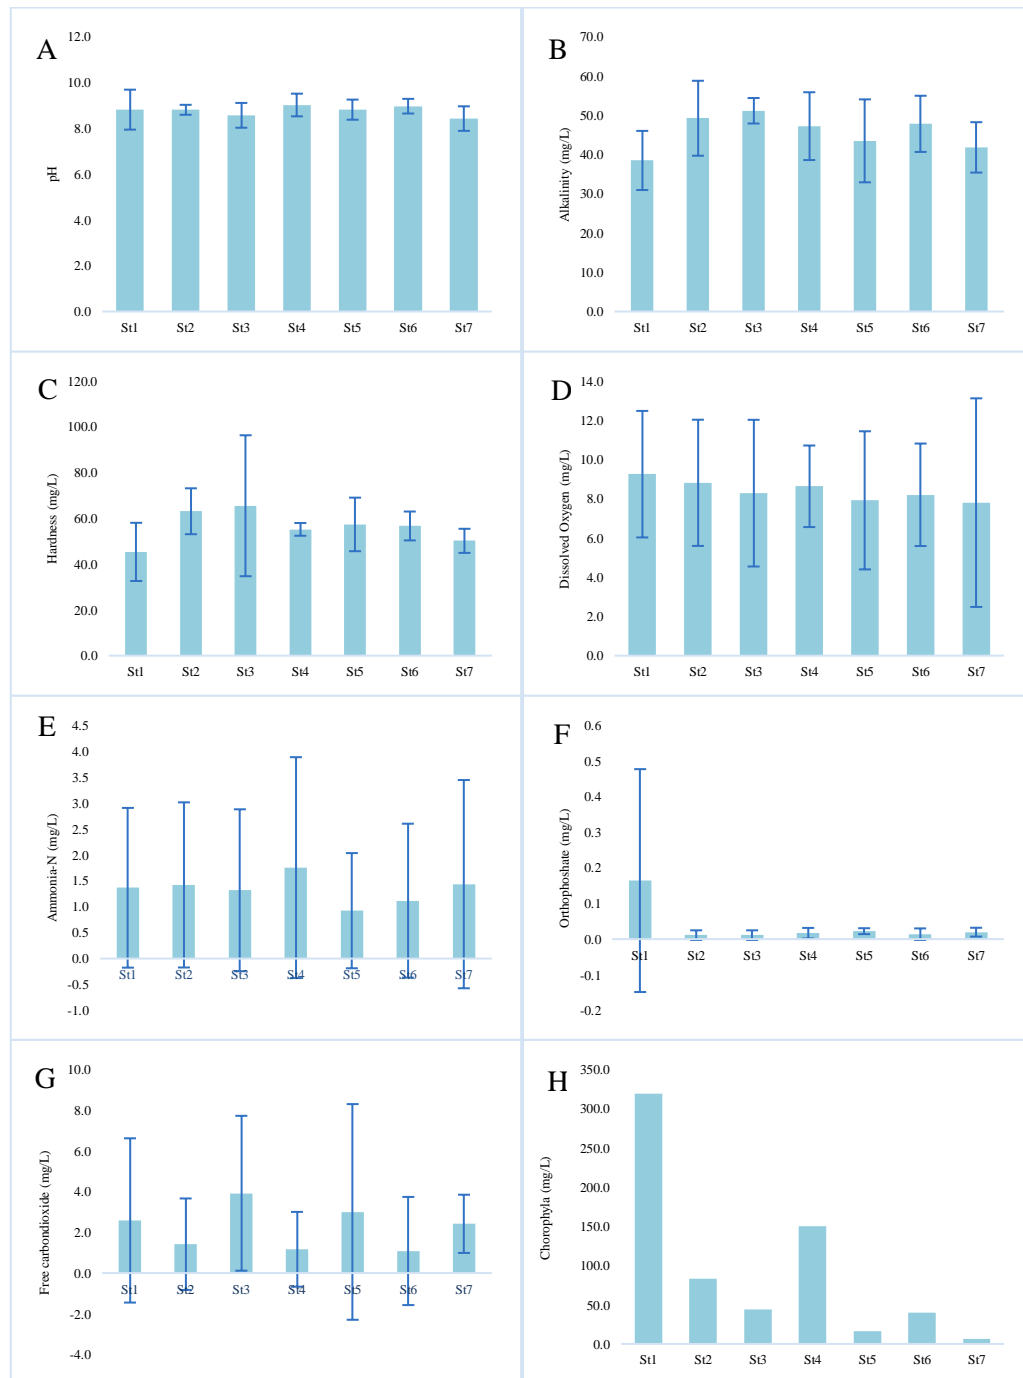 A
12.0
10.0
8.0
6.0
4.0
2.0
0.0
pH
St1 St2 St3 St4 St5 St6 St7
B
70.0
60.0
50.0
40.0
30.0
20.0
10.0
0.0
Alkalinity (mg/L)
St1 St2 St3 St4 St5 St6 St7
C
120.0
100.0
80.0
60.0
40.0
20.0
0.0
Hardness (mg/L)
St1 St2 St3 St4 St5 St6 St7
D
14.0
12.0
10.0
8.0
6.0
4.0
2.0
0.0
Dissolved Oxygen (mg/L)
St1 St2 St3 St4 St5 St6 St7
E
4.5
4.0
3.5
3.0
2.5
2.0
1.5
1.0
0.5
0.0
-0.5
-1.0
Ammonia-N (mg/L)
St1 St2 St3 St4 St5 St6 St7
F
0.6
0.5
0.4
0.3
0.2
0.1
0.0
-0.1
-0.2
Orthophoshate (mg/L)
St1 St2 St3 St4 St5 St6 St7
G
10.0
8.0
6.0
4.0
2.0
0.0
-2.0
-4.0
Free carbondioxide (mg/L)
St1 St2 St3 St4 St5 St6 St7
H
350.0
300.0
250.0
200.0
150.0
100.0
50.0
0.0
Chorophyla (mg/L)
St1 St2 St3 St4 St5 St6 St7